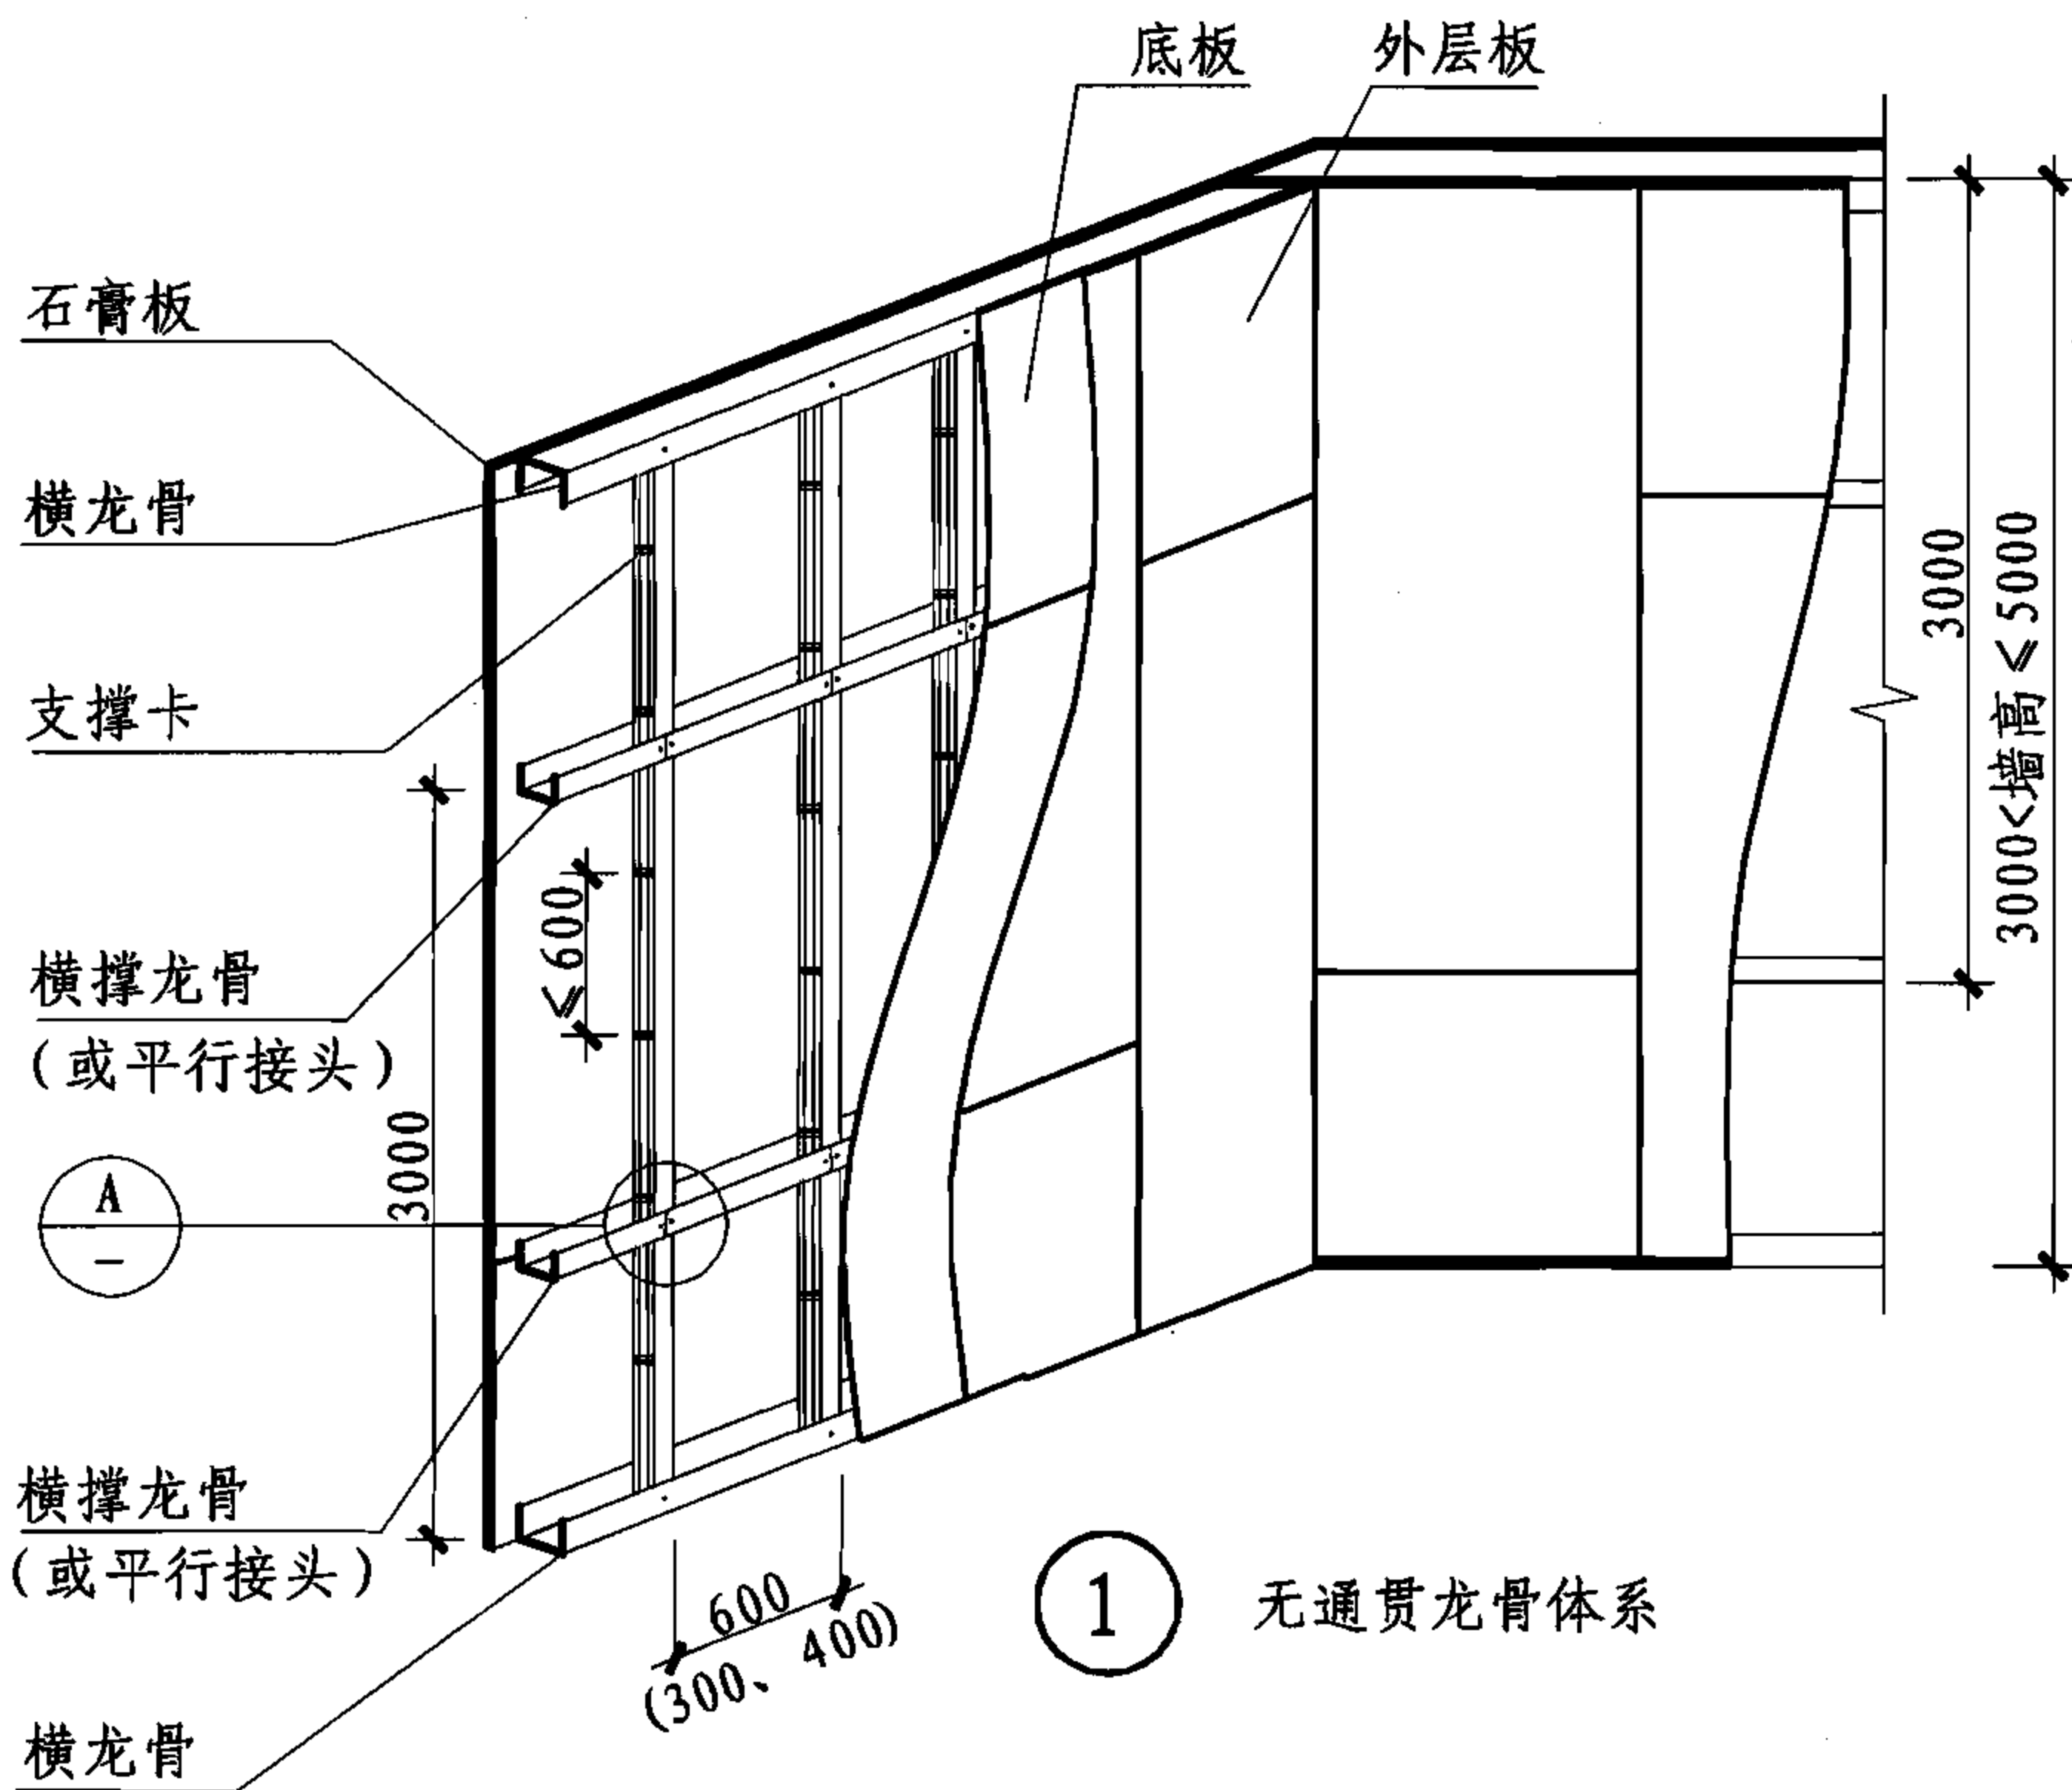 底板
外层板
石膏板
横龙骨
支撑卡
横撑龙骨
(或平行接头)
≤600
3000
3000
3000<墙高≤5000
A
—
横撑龙骨
(或平行接头)
横龙骨
600
(300、400)
1
无通贯龙骨体系